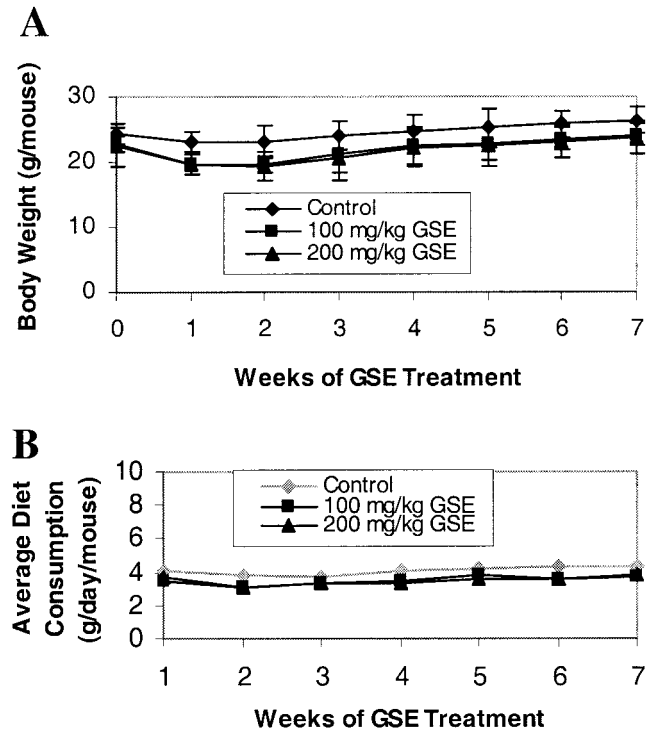 A
Body Weight (g/mouse)
30
20
10
0
Control
100 mg/kg GSE
200 mg/kg GSE
0 1 2 3 4 5 6 7
Weeks of GSE Treatment
B
Average Diet
Consumption
(g/day/mouse)
10
8
6
4
2
0
Control
100 mg/kg GSE
200 mg/kg GSE
1 2 3 4 5 6 7
Weeks of GSE Treatment